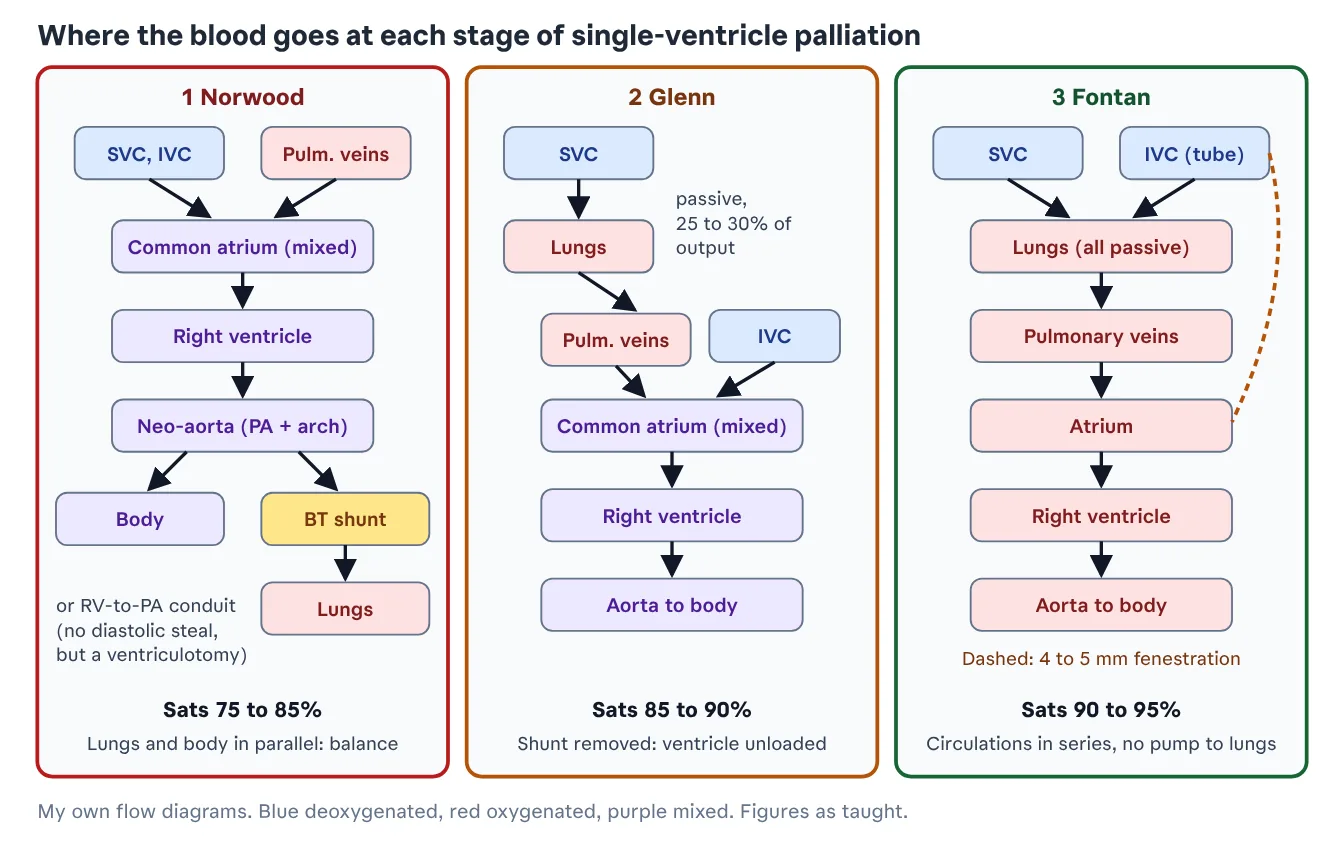 Where the blood goes at each stage of single-ventricle palliation
1 Norwood
SVC, IVC
Pulm. veins
Common atrium (mixed)
Right ventricle
Neo-aorta (PA + arch)
Body
BT shunt
Lungs
or RV-to-PA conduit
(no diastolic steal,
but a ventriculotomy)
Sats 75 to 85%
Lungs and body in parallel: balance
2 Glenn
SVC
passive,
25 to 30% of
output
Lungs
Pulm. veins
IVC
Common atrium (mixed)
Right ventricle
Aorta to body
Sats 85 to 90%
Shunt removed: ventricle unloaded
3 Fontan
SVC
IVC (tube)
Lungs (all passive)
Pulmonary veins
Atrium
Right ventricle
Aorta to body
Dashed: 4 to 5 mm fenestration
Sats 90 to 95%
Circulations in series, no pump to lungs
My own flow diagrams. Blue deoxygenated, red oxygenated, purple mixed. Figures as taught.